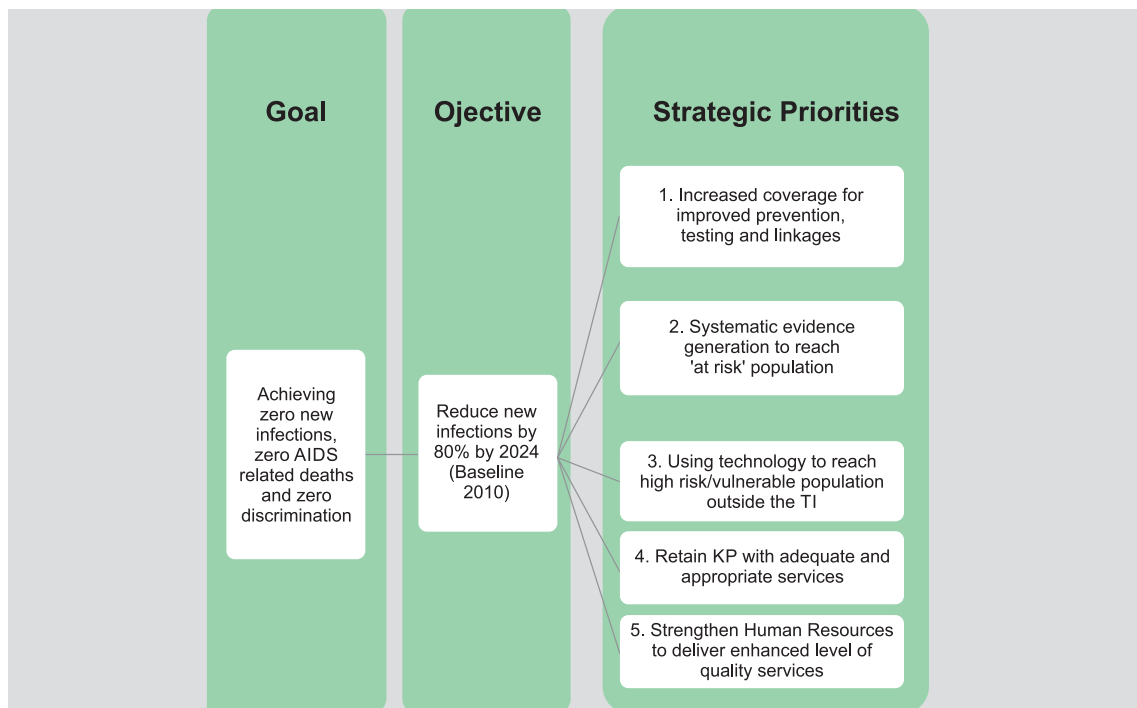 Goal
Ojective
Strategic Priorities
Achieving
zero new
infections,
zero AIDS
related deaths
and zero
discrimination
Reduce new
infections by
80% by 2024
(Baseline
2010)
1. Increased coverage for
improved prevention,
testing and linkages
2. Systematic evidence
generation to reach
'at risk' population
3. Using technology to reach
high risk/vulnerable population
outside the TI
4. Retain KP with adequate and
appropriate services
5. Strengthen Human Resources
to deliver enhanced level of
quality services